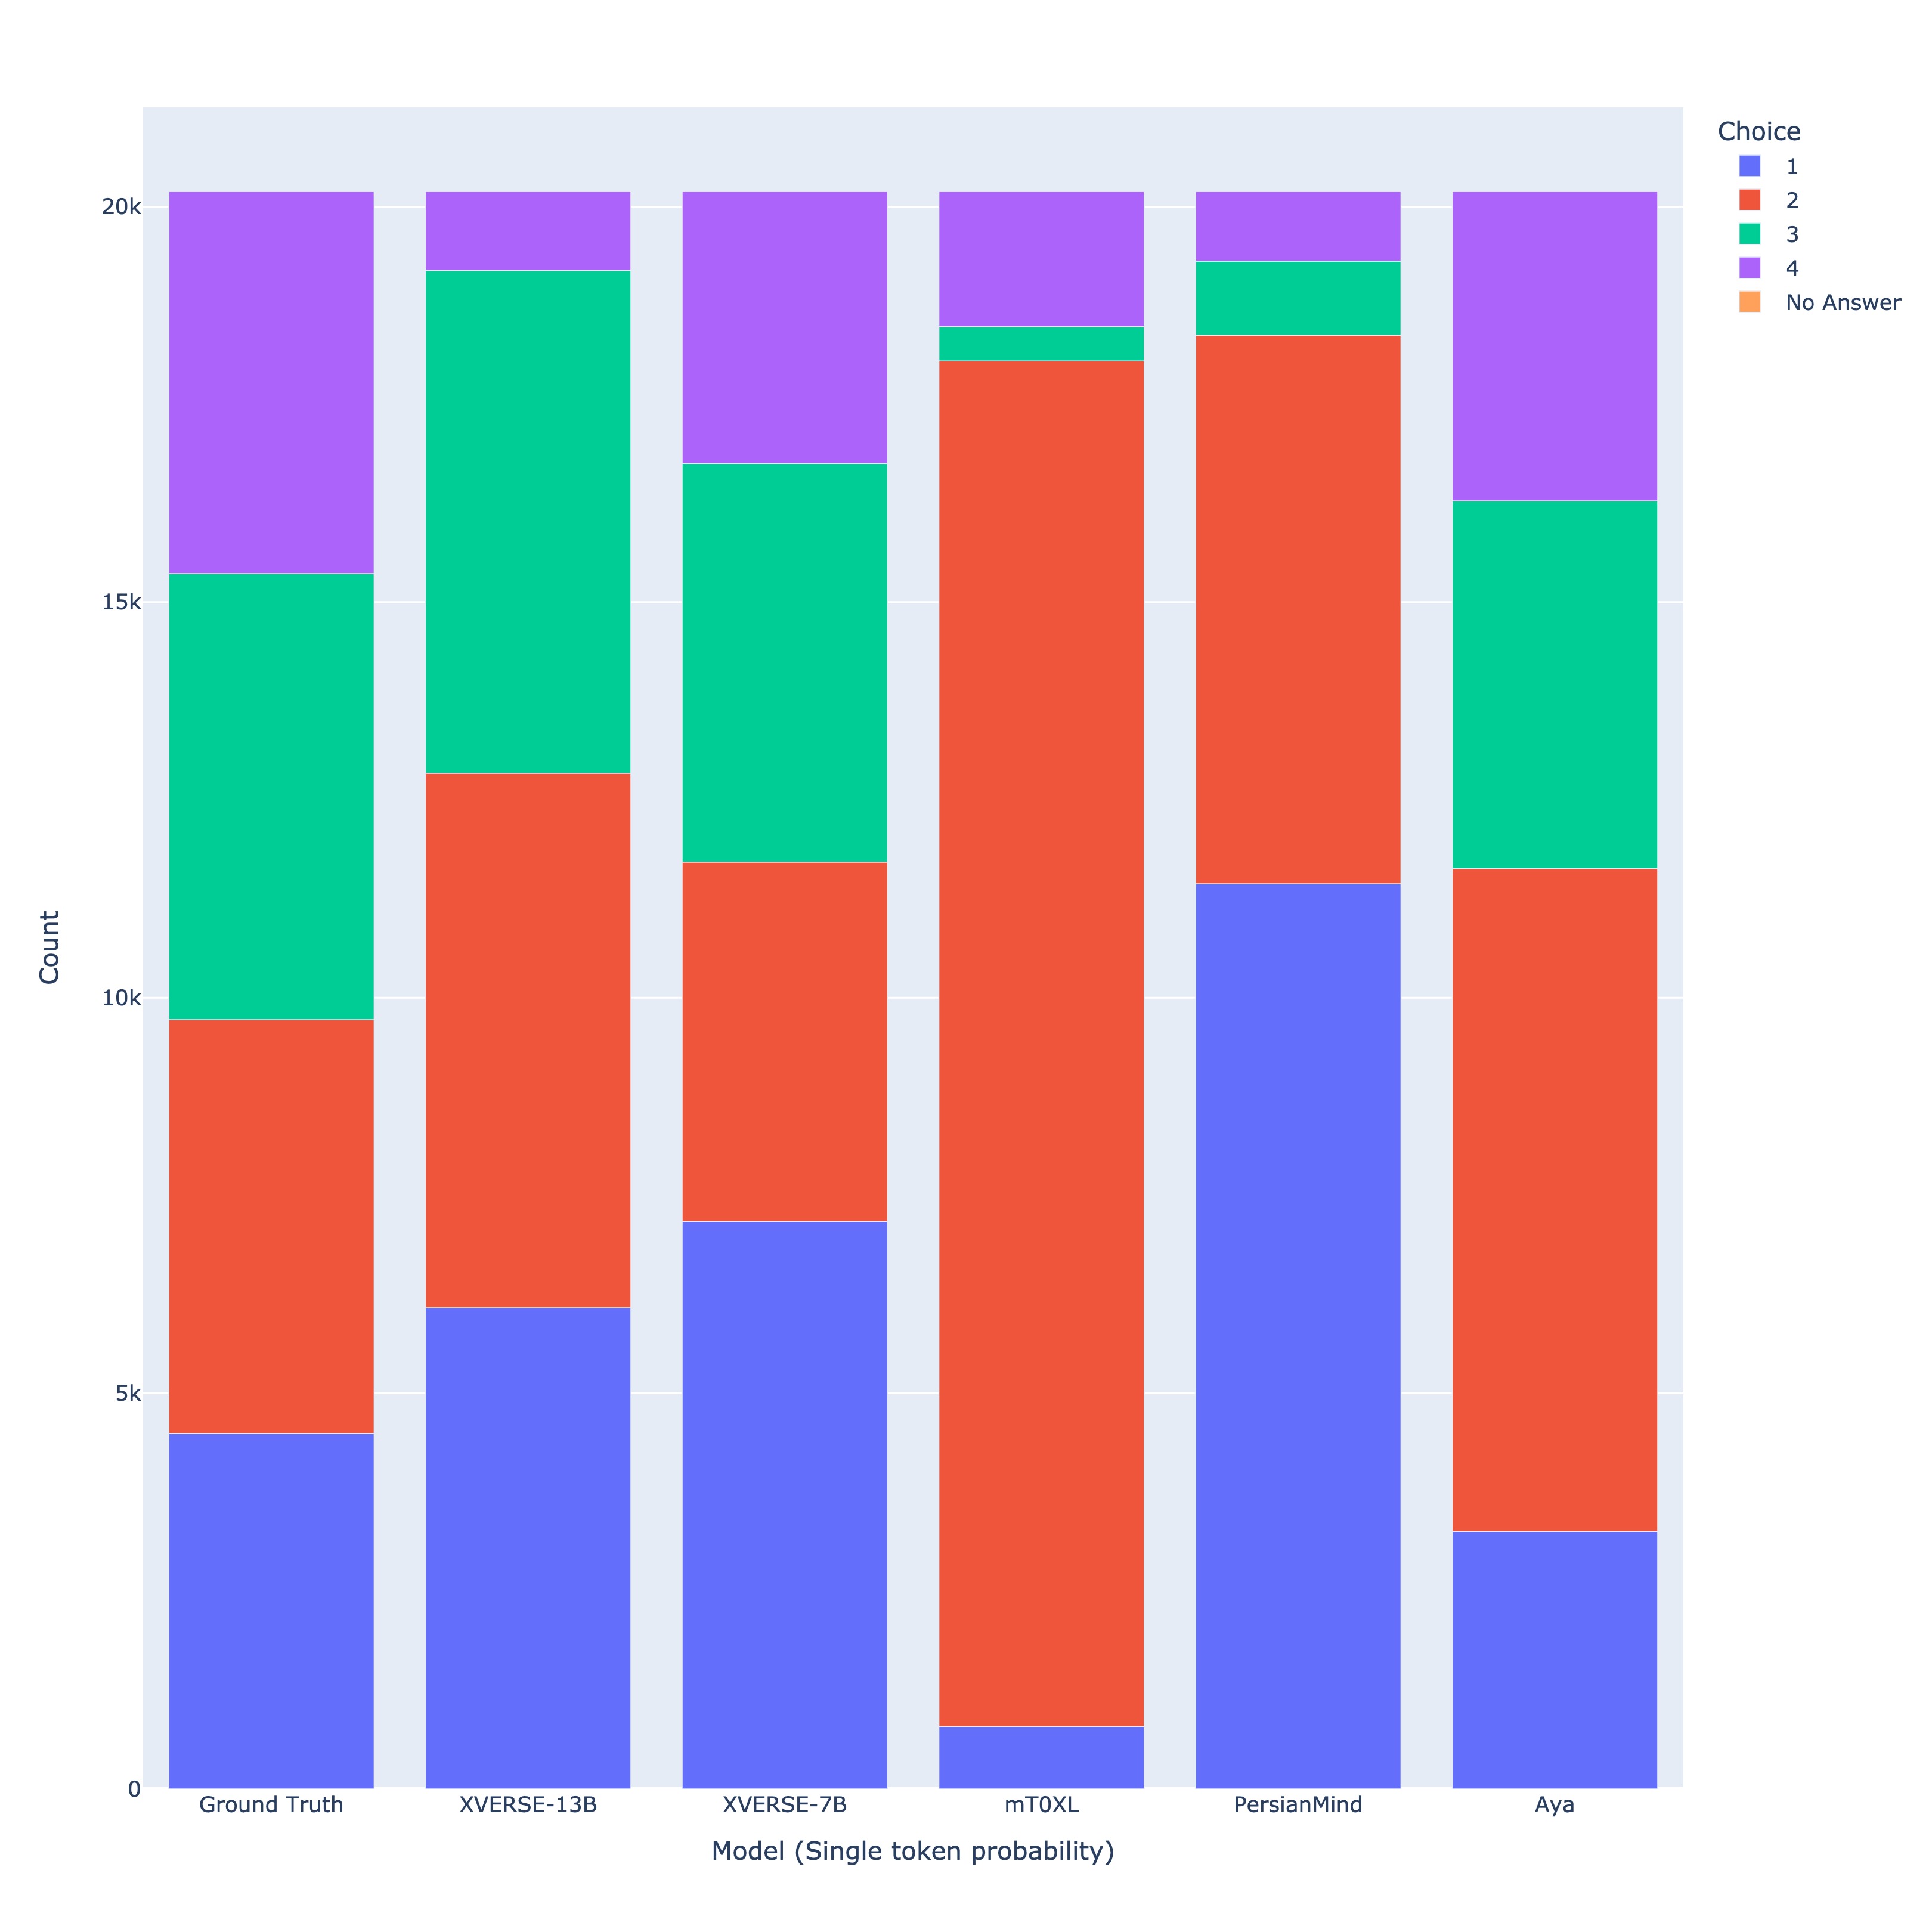 Choice
1
2
3
4
No Answer
20k
15k
10k
5k
0
Count
Ground Truth
XVERSE-13B
XVERSE-7B
mT0XL
PersianMind
Aya
Model (Single token probability)